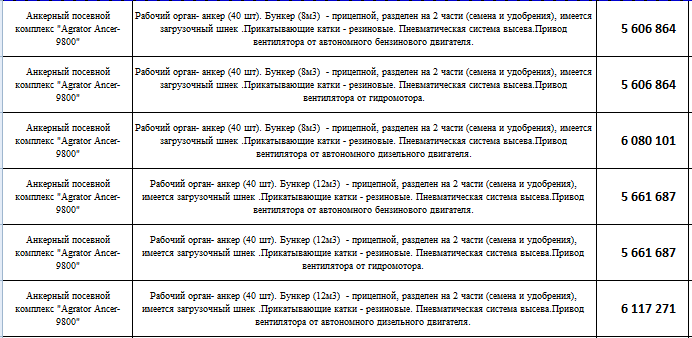 Анкерный посевной
комплекс "Agrator Ancer-
9800"
Рабочий орган- анкер (40 шт). Бункер (8м3)  - прицепной, разделен на 2 части (семена и удобрения), имеется
загрузочный шнек .Прикатывающие катки - резиновые. Пневматическая система высева.Привод
вентилятора от автономного бензинового двигателя.
5 606 864
Анкерный посевной
комплекс "Agrator Ancer-
9800"
Рабочий орган- анкер (40 шт). Бункер (8м3)  - прицепной, разделен на 2 части (семена и удобрения), имеется
загрузочный шнек .Прикатывающие катки - резиновые. Пневматическая система высева.Привод
вентилятора от гидромотора.
5 606 864
Анкерный посевной
комплекс "Agrator Ancer-
9800"
Рабочий орган- анкер (40 шт). Бункер (8м3)  - прицепной, разделен на 2 части (семена и удобрения), имеется
загрузочный шнек .Прикатывающие катки - резиновые. Пневматическая система высева.Привод
вентилятора от автономного дизельного двигателя.
6 080 101
Анкерный посевной
комплекс "Agrator Ancer-
9800"
Рабочий орган- анкер (40 шт). Бункер (12м3)  - прицепной, разделен на 2 части (семена и удобрения),
имеется загрузочный шнек .Прикатывающие катки - резиновые. Пневматическая система высева.Привод
вентилятора от автономного бензинового двигателя.
5 661 687
Анкерный посевной
комплекс "Agrator Ancer-
9800"
Рабочий орган- анкер (40 шт). Бункер (12м3)  - прицепной, разделен на 2 части (семена и удобрения),
имеется загрузочный шнек .Прикатывающие катки - резиновые. Пневматическая система высева.Привод
вентилятора от гидромотора.
5 661 687
Анкерный посевной
комплекс "Agrator Ancer-
9800"
Рабочий орган- анкер (40 шт). Бункер (12м3)  - прицепной, разделен на 2 части (семена и удобрения),
имеется загрузочный шнек .Прикатывающие катки - резиновые. Пневматическая система высева.Привод
вентилятора от автономного дизельного двигателя.
6 117 271